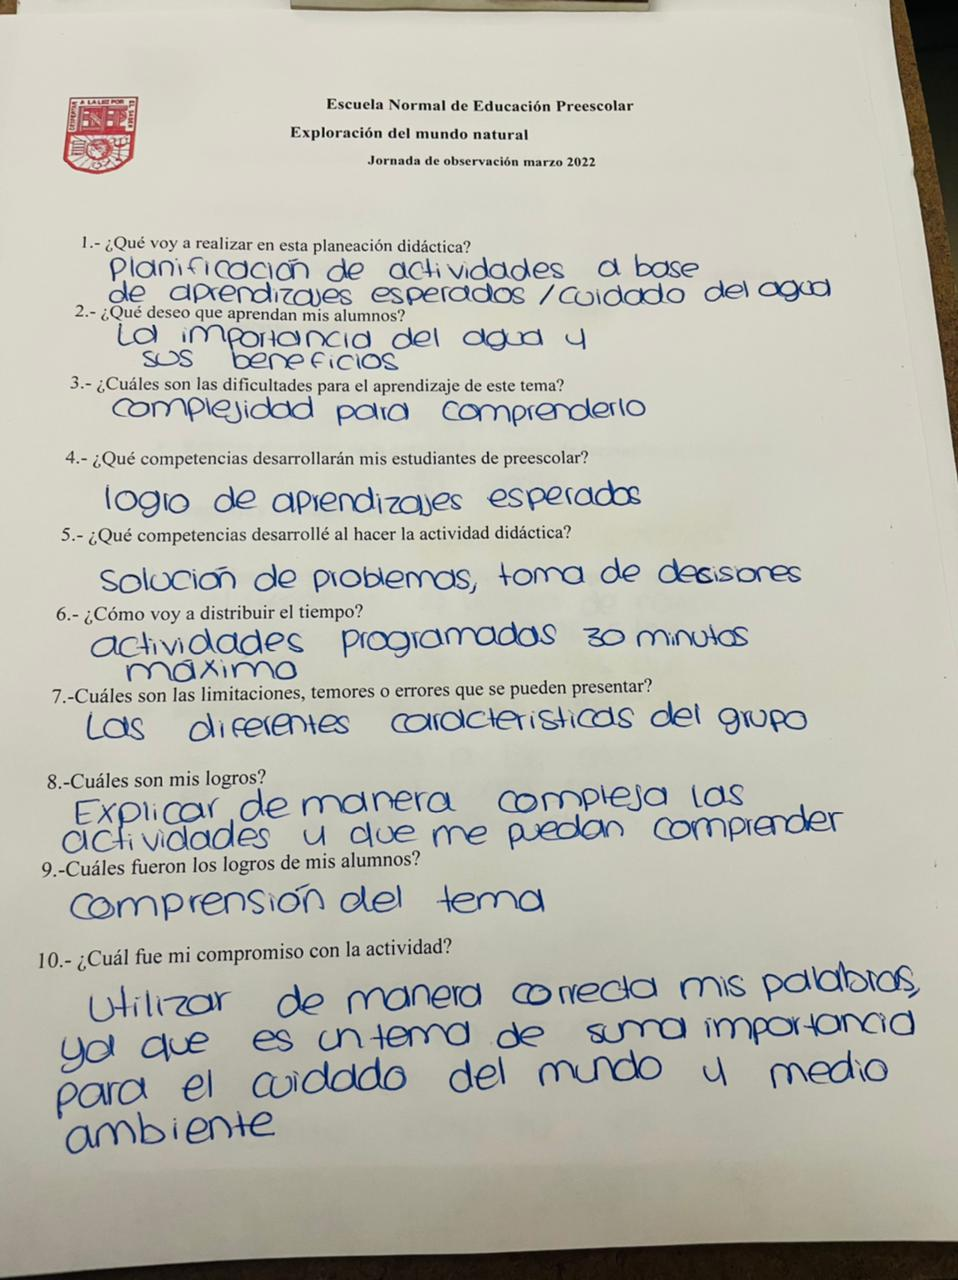 DESPERTAR A LA LUZ POR EL SABER
ENEP
Escuela Normal de Educación Preescolar
Exploración del mundo natural
Jornada de observación marzo 2022
1.- ¿Qué voy a realizar en esta planeación didáctica?
Planificación de actividades a base
de aprendizajes esperados / cuidado del agua
2.- ¿Qué deseo que aprendan mis alumnos?
La importancia del agua y
sus beneficios
3.- ¿Cuáles son las dificultades para el aprendizaje de este tema?
complejidad para comprenderlo
4.- ¿Qué competencias desarrollarán mis estudiantes de preescolar?
logro de aprendizajes esperados
5.- ¿Qué competencias desarrollé al hacer la actividad didáctica?
Solución de problemas, toma de decisiones
6.- ¿Cómo voy a distribuir el tiempo?
actividades programadas 30 minutos
máximo
7.-Cuáles son las limitaciones, temores o errores que se pueden presentar?
Las diferentes caracteristicas del grupo
8.-Cuáles son mis logros?
Explicar de manera compleja las
actividades y que me puedan comprender
9.-Cuáles fueron los logros de mis alumnos?
comprensión del tema
10.- ¿Cuál fue mi compromiso con la actividad?
Utilizar de manera correcta mis palabras,
ya que es un tema de suma importancia
para el cuidado del mundo y medio
ambiente